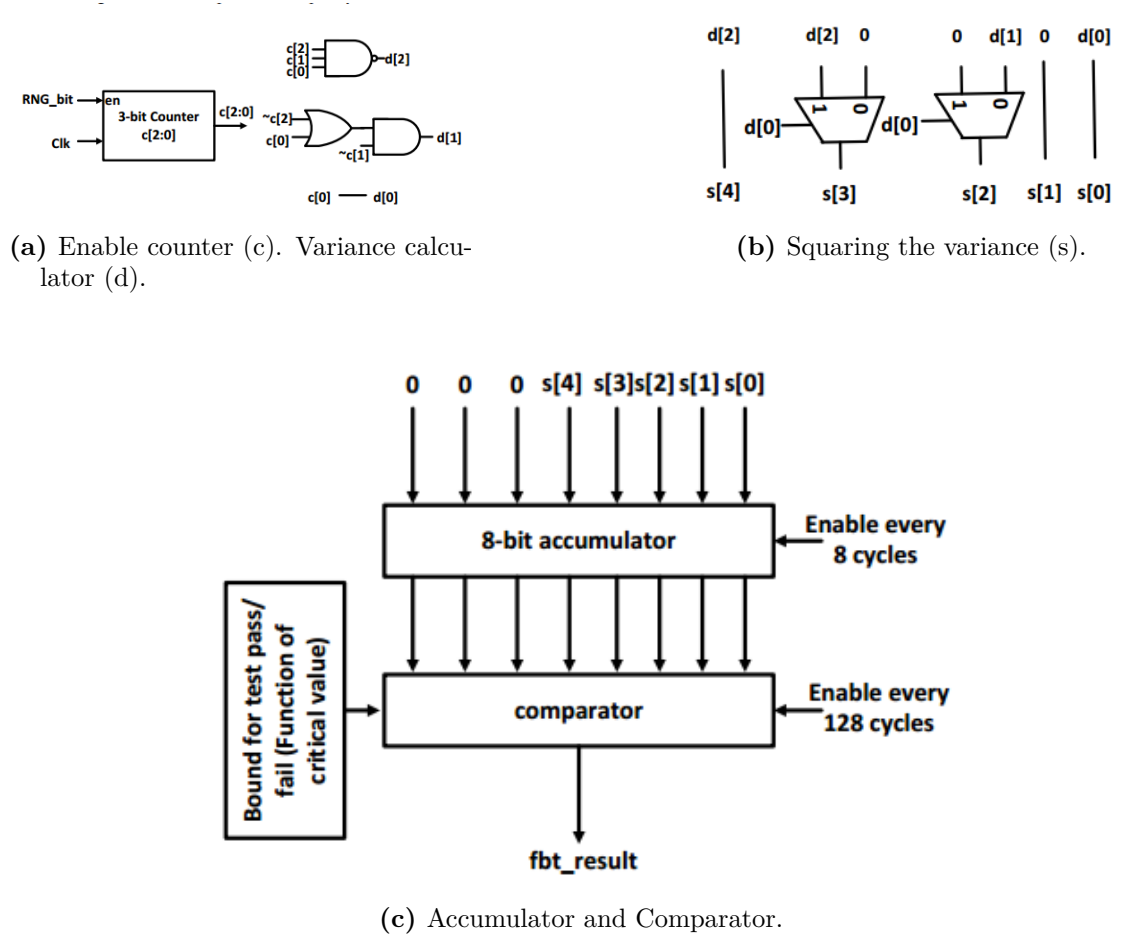 c[2]
c[1]
c[0]
d[2]
RNG_bit
en
3-bit Counter
c[2:0]
Clk
c[2:0]
~c[2]
c[0]
~c[1]
d[1]
c[0] d[0]
(a) Enable counter (c). Variance calcu-
lator (d).
d[2] d[2] 0 0 d[1] 0 d[0]
1 0 1 0
d[0] d[0]
s[4] s[3] s[2] s[1] s[0]
(b) Squaring the variance (s).
0 0 0 s[4] s[3] s[2] s[1] s[0]
8-bit accumulator
Enable every
8 cycles
Bound for test pass/
fail (Function of
critical value)
comparator
Enable every
128 cycles
fbt_result
(c) Accumulator and Comparator.